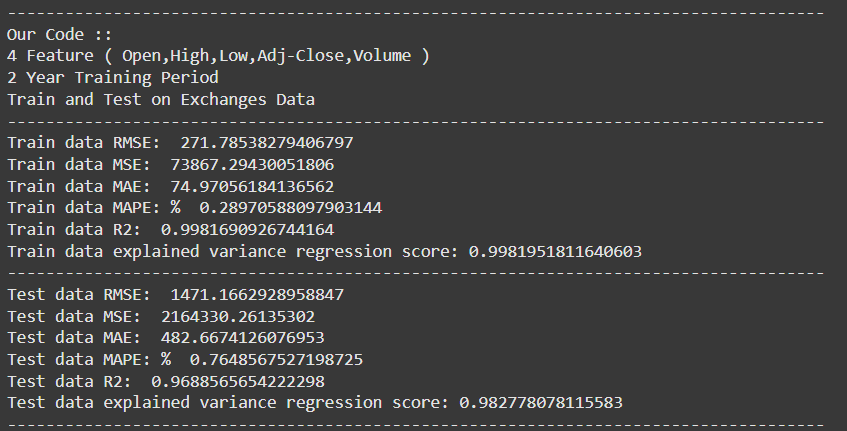 -------------------------------------------------------------------------------------
Our Code ::
4 Feature ( Open,High,Low,Adj-Close,Volume )
2 Year Training Period
Train and Test on Exchanges Data
-------------------------------------------------------------------------------------
Train data RMSE:  271.78538279406797
Train data MSE:  73867.29430051806
Train data MAE:  74.97056184136562
Train data MAPE: %  0.28970588097903144
Train data R2:  0.9981690926744164
Train data explained variance regression score: 0.9981951811640603
-------------------------------------------------------------------------------------
Test data RMSE:  1471.1662928958847
Test data MSE:  2164330.26135302
Test data MAE:  482.6674126076953
Test data MAPE: %  0.7648567527198725
Test data R2:  0.9688565654222298
Test data explained variance regression score: 0.982778078115583
-------------------------------------------------------------------------------------